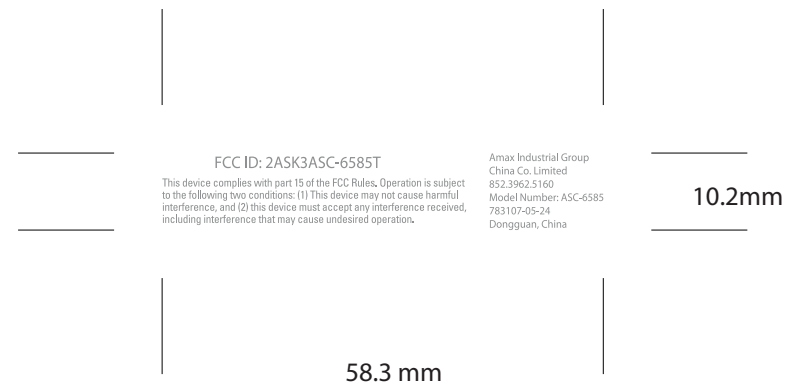 FCC ID: 2ASK3ASC-6585T
This device complies with part 15 of the FCC Rules. Operation is subject
to the following two conditions: (1) This device may not cause harmful
interference, and (2) this device must accept any interference received,
including interference that may cause undesired operation.
Amax Industrial Group
China Co. Limited
852.3962.5160
Model Number: ASC-6585
783107-05-24
Dongguan, China
10.2mm
58.3 mm